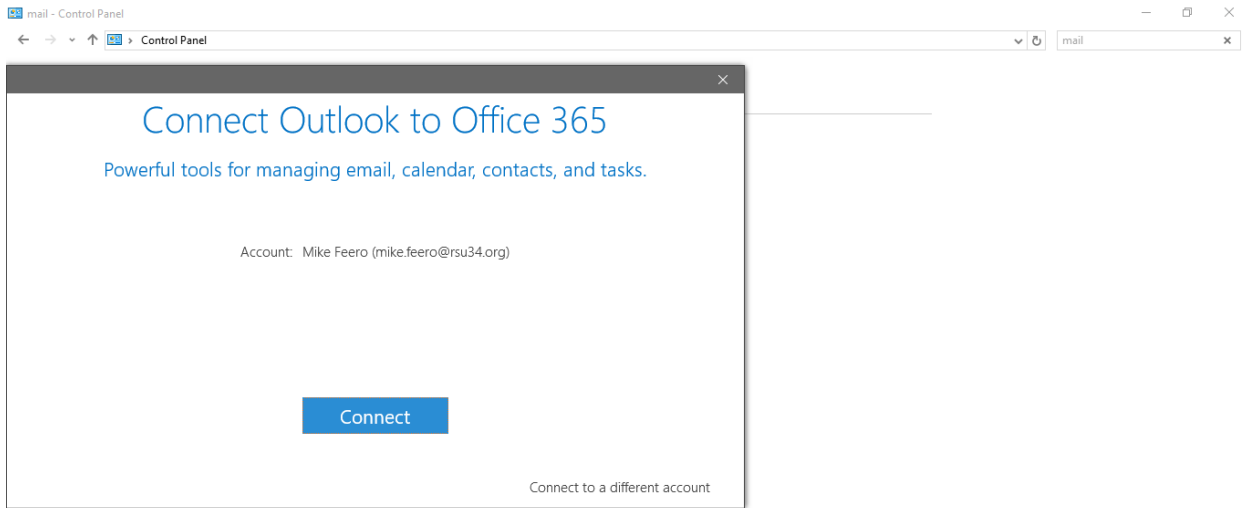 mail - Control Panel
Control Panel
mail
Connect Outlook to Office 365
Powerful tools for managing email, calendar, contacts, and tasks.
Account: Mike Feero (mike.feero@rsu34.org)
Connect
Connect to a different account